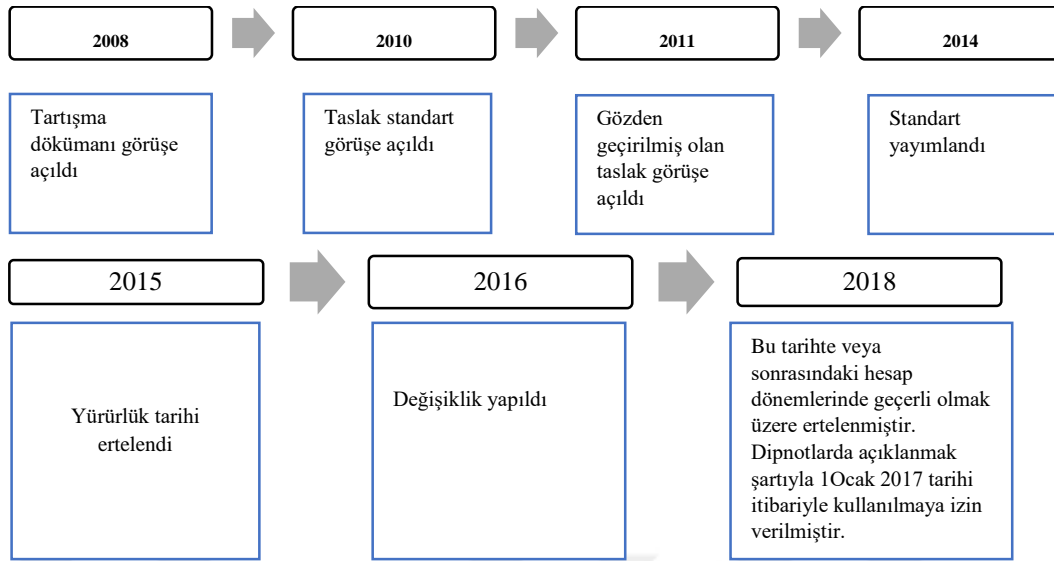 2008
2010
2011
2014
Tartışma
dökümanı görüşe
açıldı
Taslak standart
görüşe açıldı
Gözden
geçirilmiş olan
taslak görüşe
açıldı
Standart
yayımlandı
2015
2016
2018
Yürürlük tarihi
ertelendi
Değişiklik yapıldı
Bu tarihte veya
sonrasındaki hesap
dönemlerinde geçerli olmak
üzere ertelenmiştir.
Dipnotlarda açıklanmak
şartıyla 1Ocak 2017 tarihi
itibariyle kullanılmaya izin
verilmiştir.